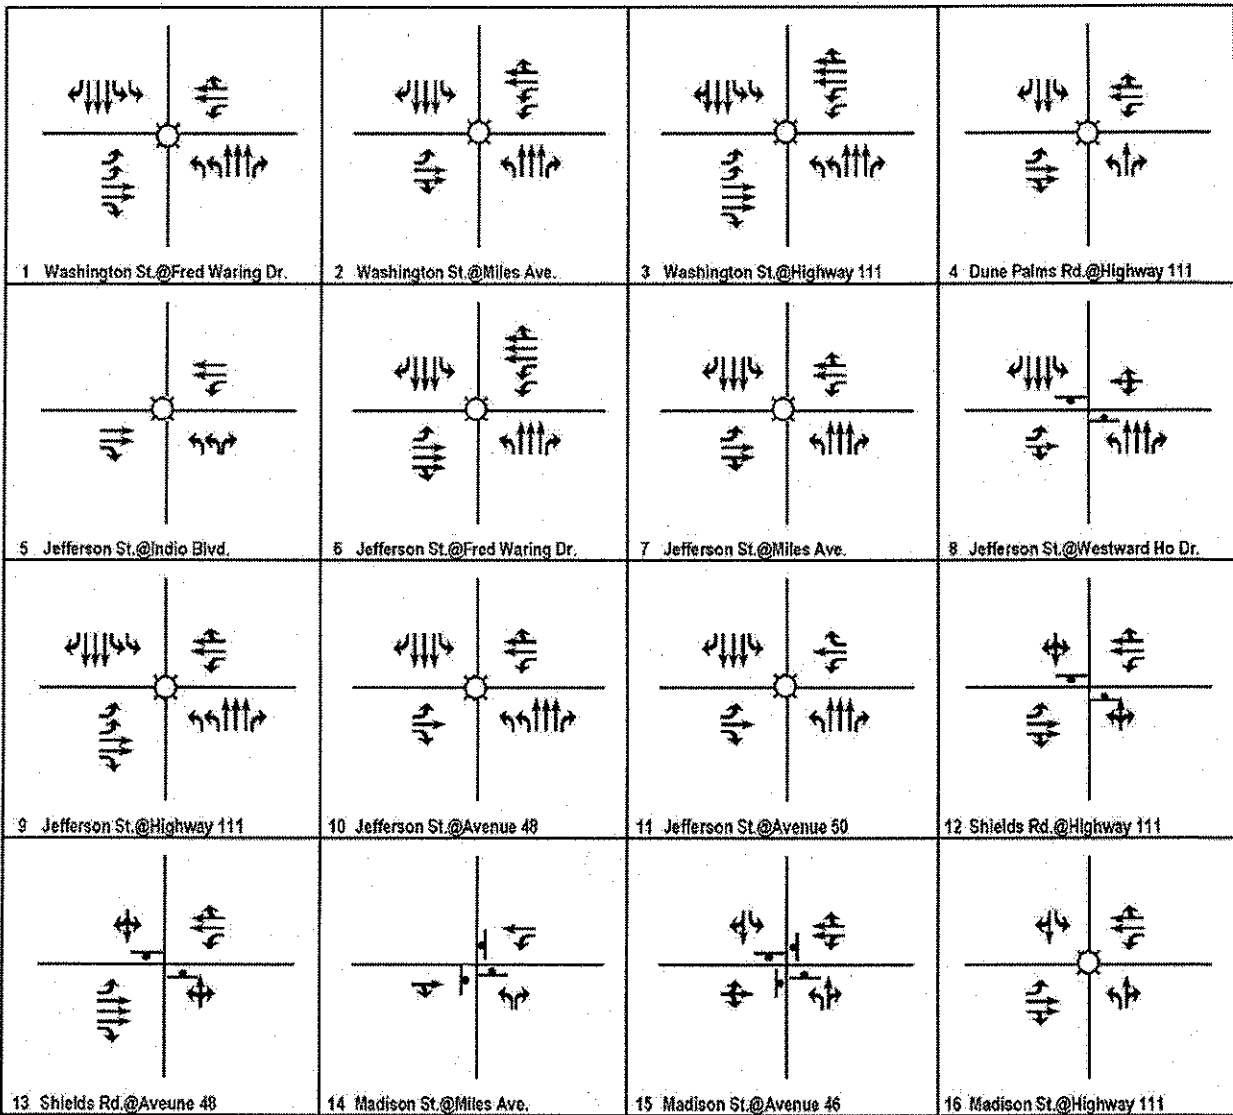 1 Washington St.@Fred Waring Dr.
2 Washington St.@Miles Ave.
3 Washington St.@Highway 111
4 Dune Palms Rd.@Highway 111
5 Jefferson St.@Indio Blvd.
6 Jefferson St.@Fred Waring Dr.
7 Jefferson St.@Miles Ave.
8 Jefferson St.@Westward Ho Dr.
9 Jefferson St.@Highway 111
10 Jefferson St.@Avenue 48
11 Jefferson St.@Avenue 50
12 Shields Rd.@Highway 111
13 Shields Rd.@Aveune 48
14 Madison St.@Miles Ave.
15 Madison St.@Avenue 46
16 Madison St.@Highway 111